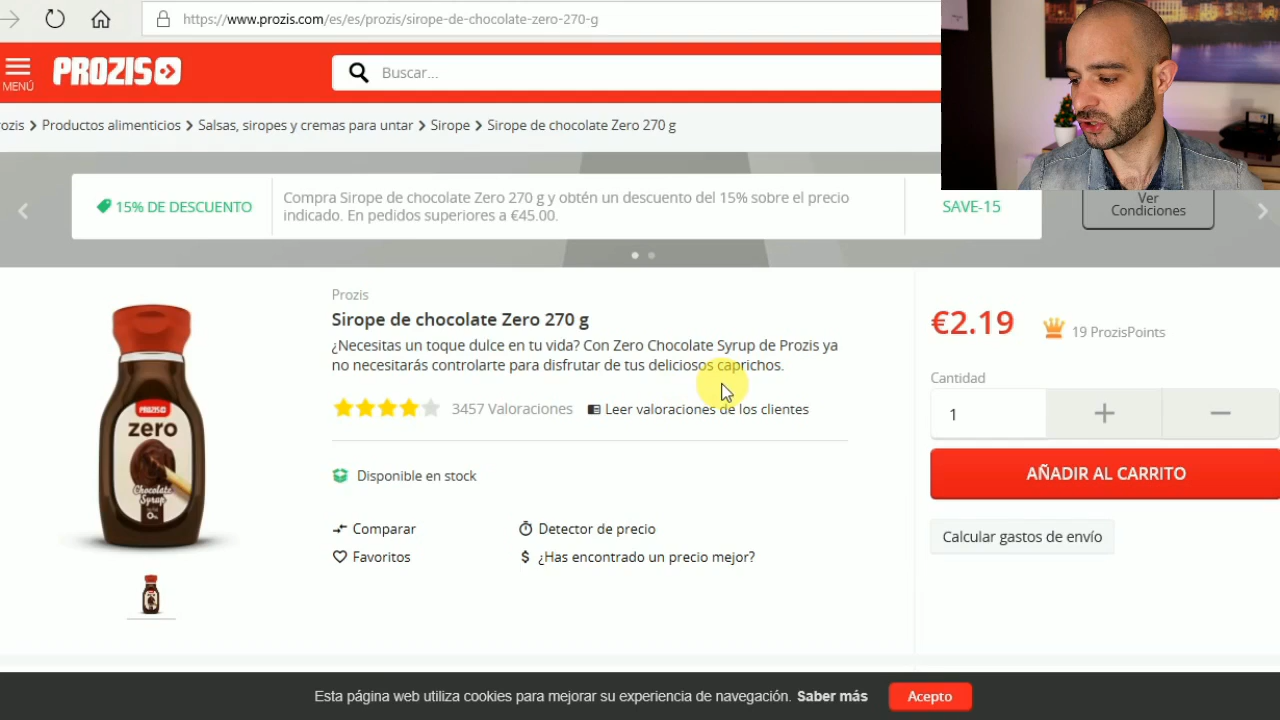 https://www.prozis.com/es/es/prozis/sirope-de-chocolate-zero-270-g
MENÚ
PROZIS
Buscar...
ozis > Productos alimenticios > Salsas, siropes y cremas para untar > Sirope > Sirope de chocolate Zero 270 g
15% DE DESCUENTO
Compra Sirope de chocolate Zero 270 g y obtén un descuento del 15% sobre el precio
indicado. En pedidos superiores a €45.00.
SAVE-15
Ver
Condiciones
Prozis
Sirope de chocolate Zero 270 g
¿Necesitas un toque dulce en tu vida? Con Zero Chocolate Syrup de Prozis ya
no necesitarás controlarte para disfrutar de tus deliciosos caprichos.
3457 Valoraciones
Leer valoraciones de los clientes
Disponible en stock
Comparar
Detector de precio
Favoritos
$ ¿Has encontrado un precio mejor?
€2.19
19 ProzisPoints
Cantidad
1
+
−
AÑADIR AL CARRITO
Calcular gastos de envío
PROZIS
zero
Chocolate
Syrup
0%
Esta página web utiliza cookies para mejorar su experiencia de navegación. Saber más
Acepto